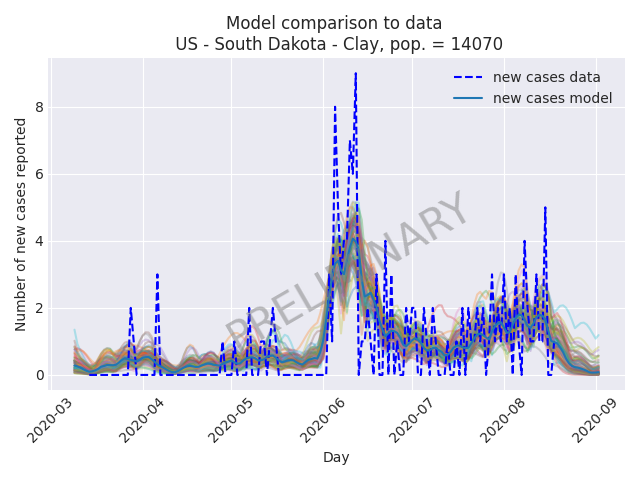 Model comparison to data
US - South Dakota - Clay, pop. = 14070
new cases data
new cases model
PRELIMINARY
Number of new cases reported
8
6
4
2
0
2020-03
2020-04
2020-05
2020-06
2020-07
2020-08
2020-09
Day